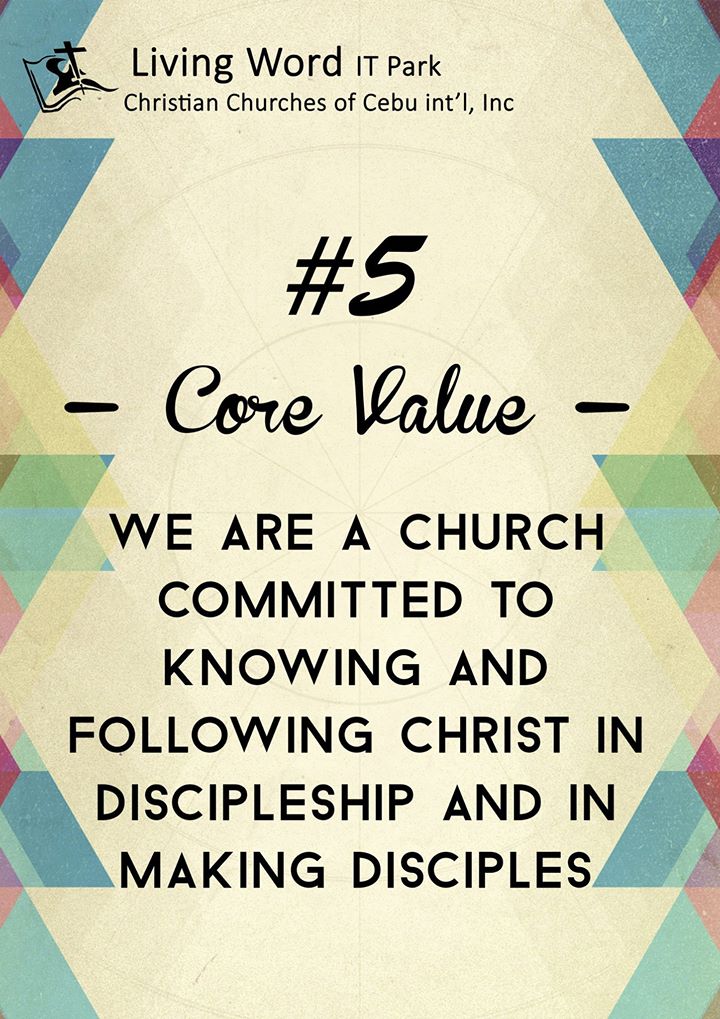 Living Word IT Park
Christian Churches of Cebu int'l, Inc
#5
– Core Value –
WE ARE A CHURCH
COMMITTED TO
KNOWING AND
FOLLOWING CHRIST IN
DISCIPLESHIP AND IN
MAKING DISCIPLES